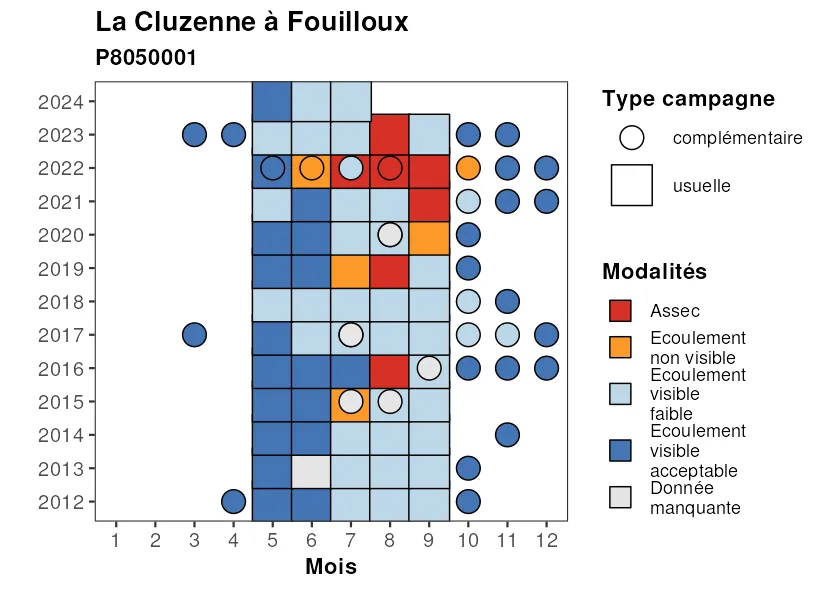 La Cluzenne à Fouilloux
P8050001
2024
2023
2022
2021
2020
2019
2018
2017
2016
2015
2014
2013
2012
1 2 3 4 5 6 7 8 9 10 11 12
Mois
Type campagne
complémentaire
usuelle
Modalités
Assec
Ecoulement
non visible
Ecoulement
visible
faible
Ecoulement
visible
acceptable
Donnée
manquante